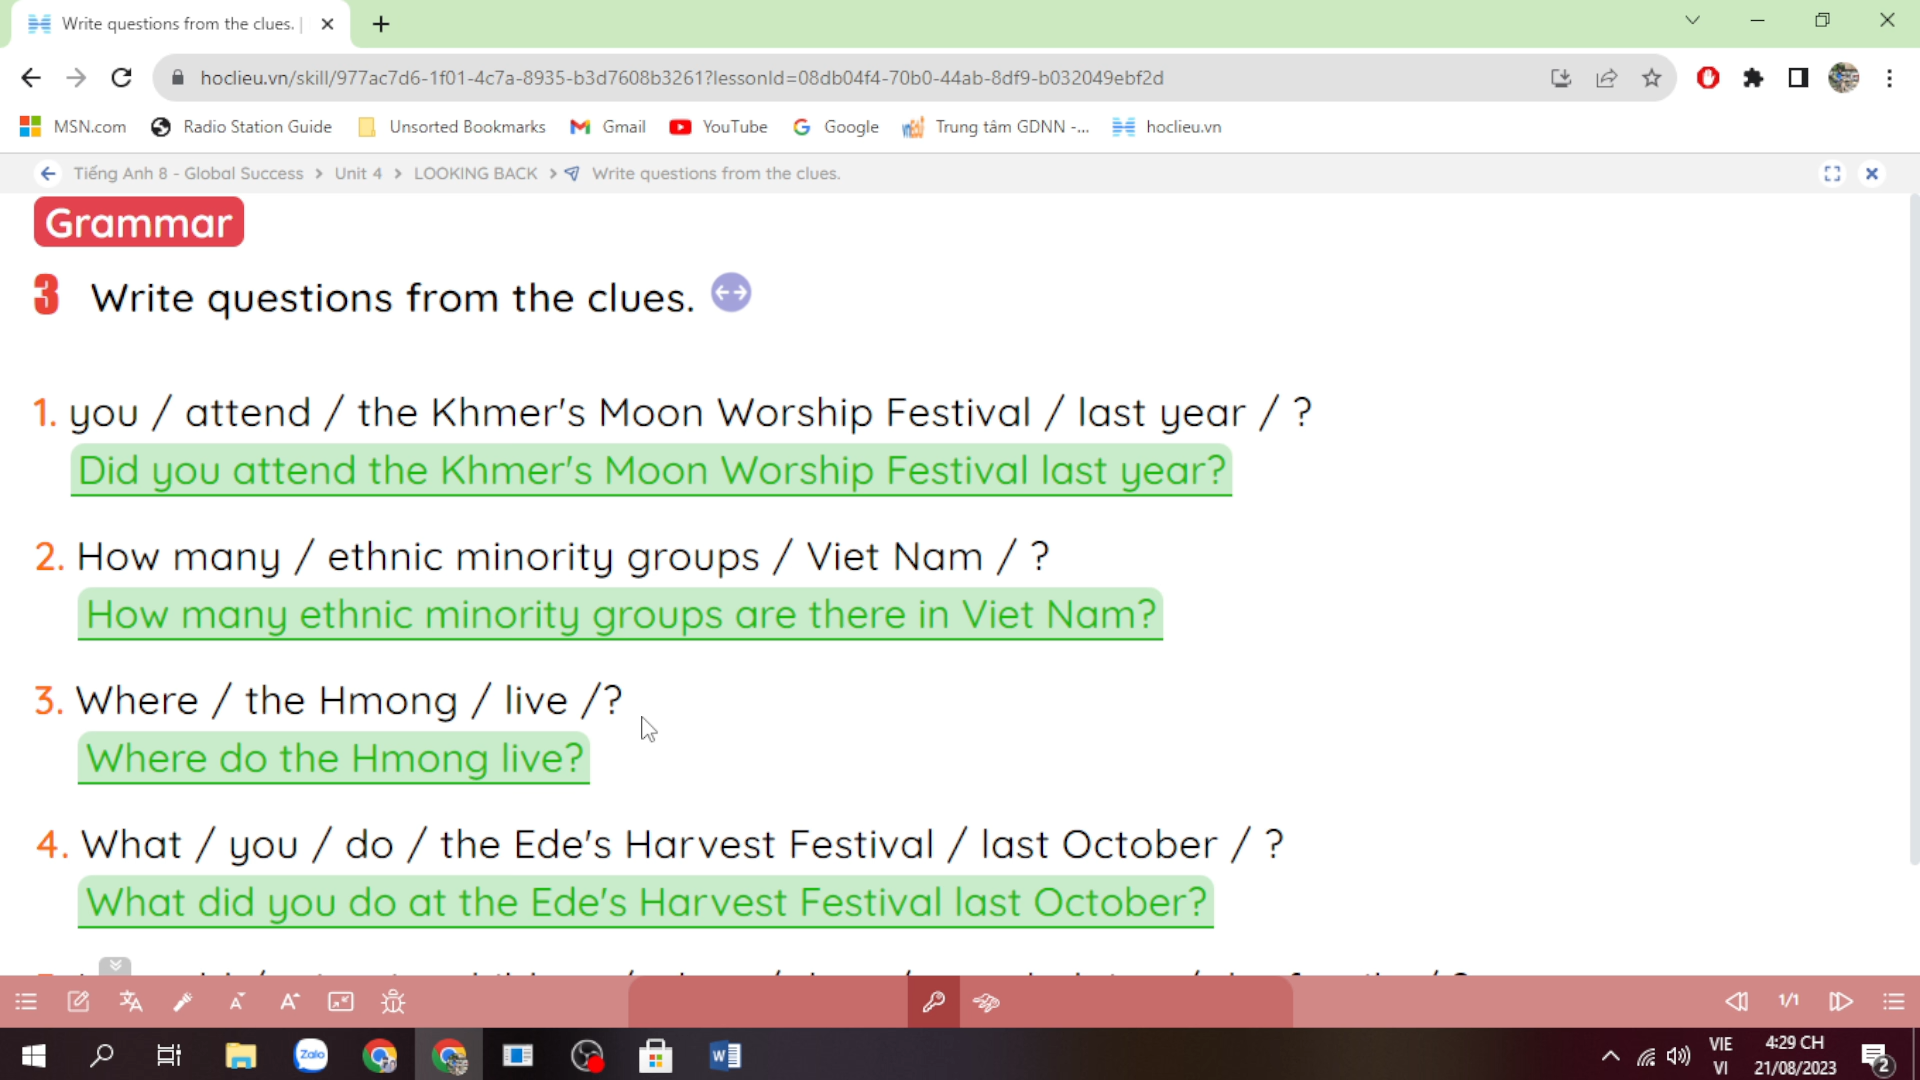 Write questions from the clues. |
hoclieu.vn/skill/977ac7d6-1f01-4c7a-8935-b3d7608b3261?lessonId=08db04f4-70b0-44ab-8df9-b032049ebf2d
MSN.com Radio Station Guide Unsorted Bookmarks Gmail YouTube Google Trung tâm GDNN -... hoclieu.vn
Tiếng Anh 8 - Global Success > Unit 4 > LOOKING BACK > Write questions from the clues.
Grammar
3 Write questions from the clues.
1. you / attend / the Khmer's Moon Worship Festival / last year / ?
Did you attend the Khmer's Moon Worship Festival last year?
2. How many / ethnic minority groups / Viet Nam / ?
How many ethnic minority groups are there in Viet Nam?
3. Where / the Hmong / live /?
Where do the Hmong live?
4. What / you / do / the Ede's Harvest Festival / last October / ?
What did you do at the Ede's Harvest Festival last October?
1/1
Zalo
VIE
VI
4:29 CH
21/08/2023
2